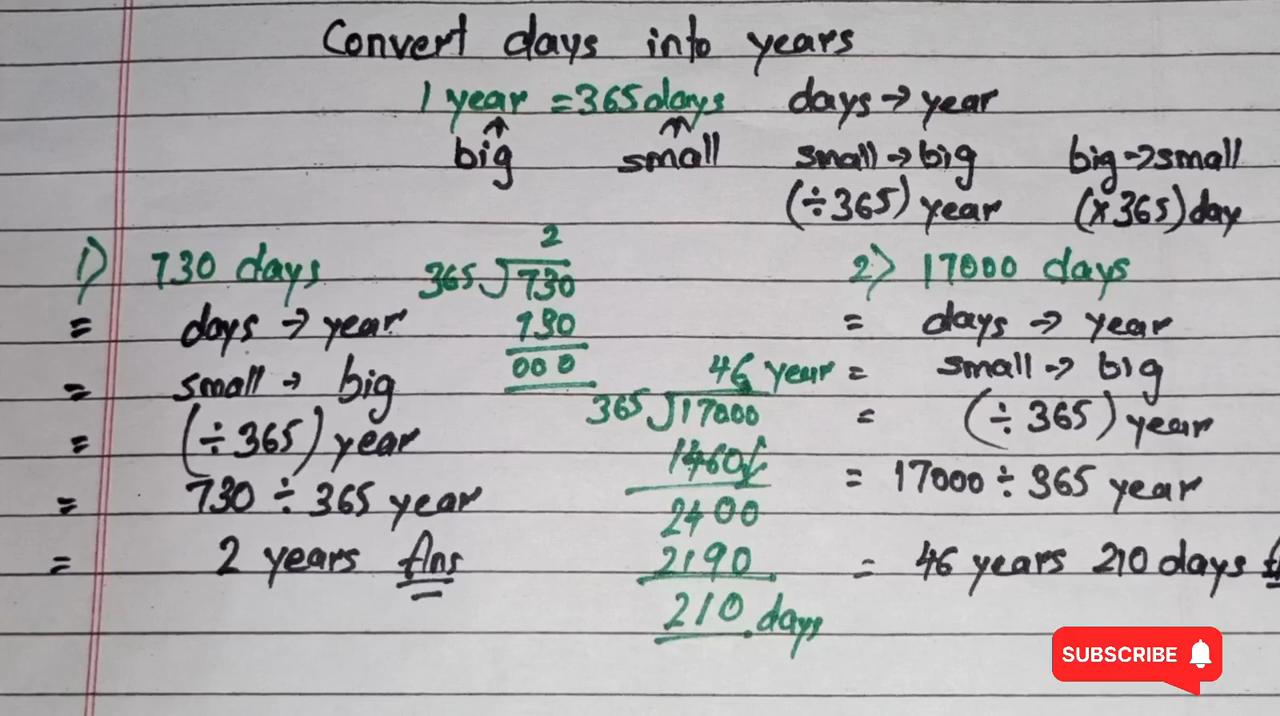 Convert days into years
1 year = 365 days days → year
big small small → big big → small
(÷365) year (×365) day
1) 730 days
= days → year
= small → big
= (÷365) year
= 730 ÷ 365 year
= 2 years Ans
2
365 730
730
000
46 year
365 17000
1460
2400
2190
210 days
2) 17000 days
= days → year
= small → big
= (÷365) year
= 17000 ÷ 365 year
= 46 years 210 days
SUBSCRIBE